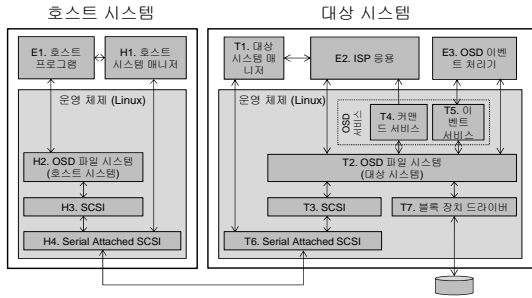 호스트 시스템
대상 시스템
E1. 호스트
프로그램
H1. 호스트
시스템 매니저
운영 체제 (Linux)
H2. OSD 파일 시스템
(호스트 시스템)
H3. SCSI
H4. Serial Attached SCSI
T1. 대상
시스템 매
니저
E2. ISP 응용
E3. OSD 이벤
트 처리기
운영 체제 (Linux)
OSD
서비스
T4. 커맨
드 서비스
T5. 이
벤트
서비스
T2. OSD 파일 시스템
(대상 시스템)
T3. SCSI
T7. 블록 장치 드라이버
T6. Serial Attached SCSI